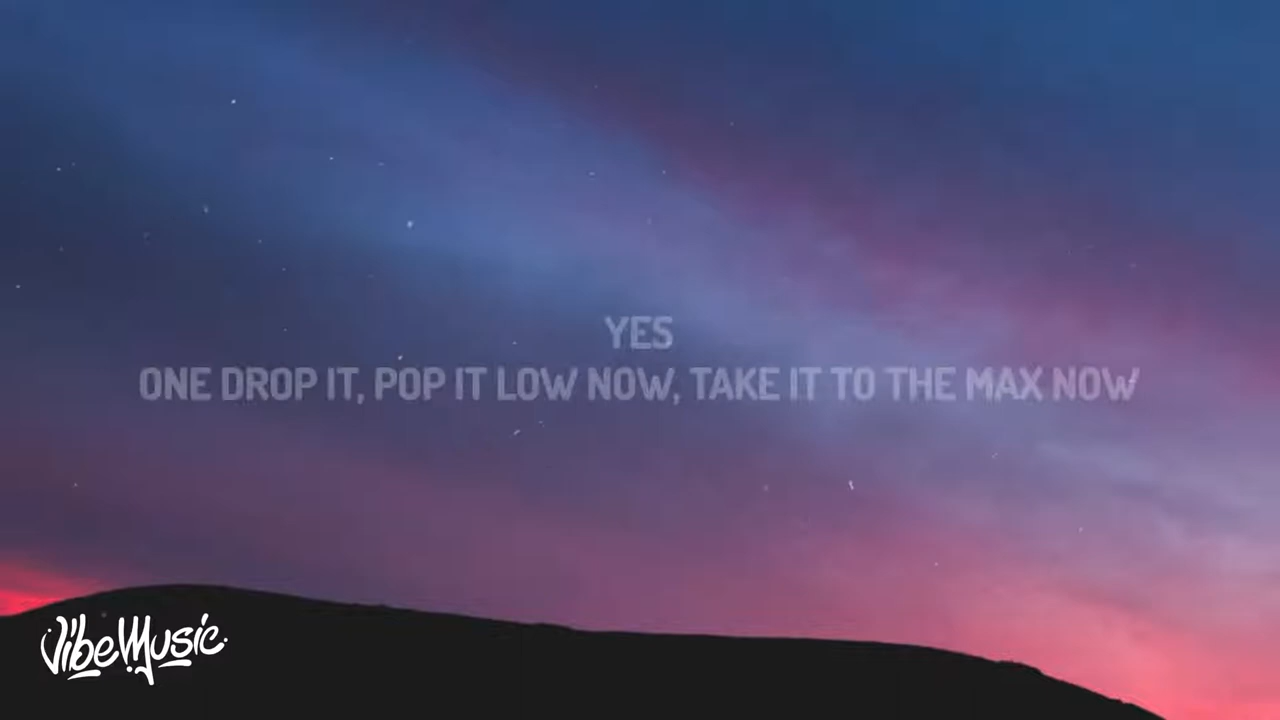 YES
ONE DROP IT, POP IT LOW NOW, TAKE IT TO THE MAX NOW
VibeMusic